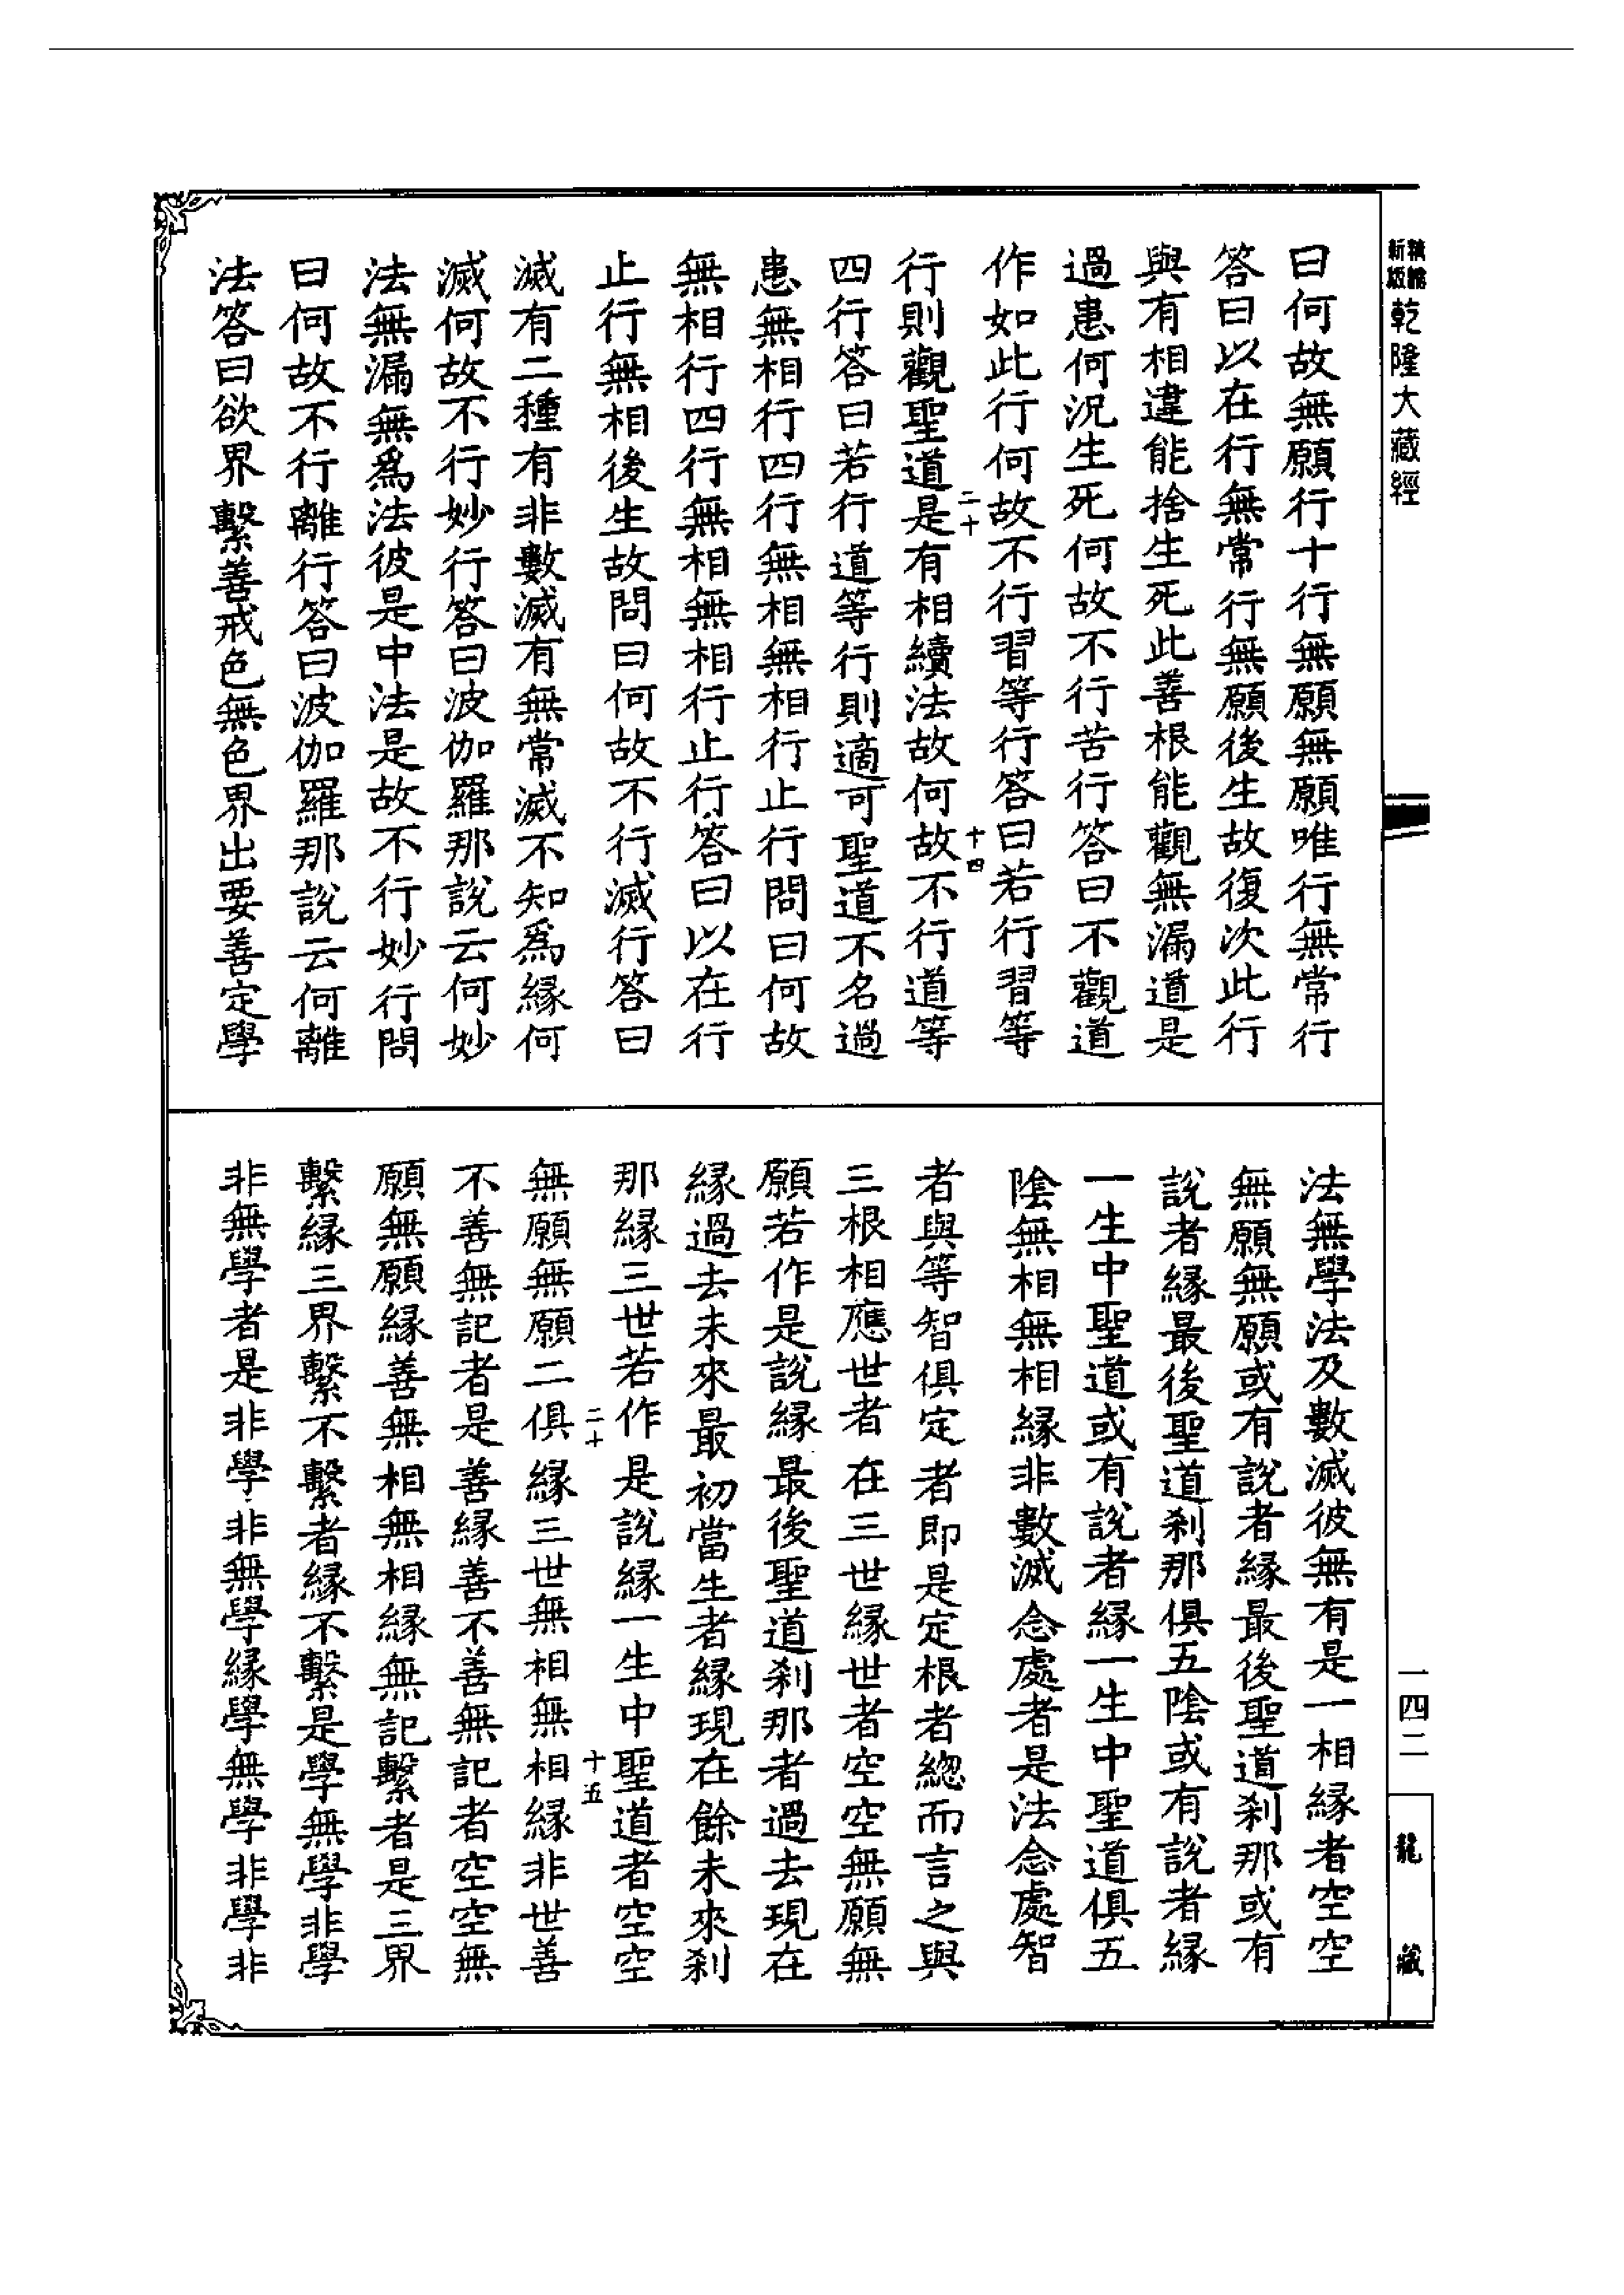 新版
精縮
乾隆大藏經
曰何故無願行十行無願無願唯行無常行
答曰以在行無常行無願後生故復次此行
與有相違能捨生死此善根能觀無漏道是
過患何況生死何故不行苦行答曰不觀道
作如此行何故不行習等行答曰若行習等
二十
十四
行則觀聖道是有相續法故何故不行道等
四行答曰若行道等行則適可聖道不名過
患無相行四行無相無相行止行問曰何故
無相行四行無相無相行止行答曰以在行
止行無相後生故問曰何故不行滅行答曰
滅有二種有非數滅有無常滅不知爲緣何
滅何故不行妙行答曰波伽羅那說云何妙
法無漏無爲法彼是中法是故不行妙行問
曰何故不行離行答曰波伽羅那說云何離
法答曰欲界繫善戒色無色界出要善定學
法無學法及數滅彼無有是一相緣者空空
無願無願或有說者緣最後聖道刹那或有
說者緣最後聖道刹那俱五陰或有說者緣
一生中聖道或有說者緣一生中聖道俱五
陰無相無相緣非數滅念處者是法念處智
者與等智俱定者即是定根者總而言之與
三根相應世者在三世緣世者空空無願無
願若作是說緣最後聖道刹那者過去現在
緣過去未來最初當生者緣現在餘未來刹
那緣三世若作是說緣一生中聖道者空空
二十
十五
無願無願二俱緣三世無相無相緣非世善
不善無記者是善緣善不善無記者空空無
願無願緣善無相無相緣無記繫者是三界
繫緣三界繫不繫者緣不繫是學無學非學
非無學者是非學非無學緣學無學非學非
一四二
龍藏